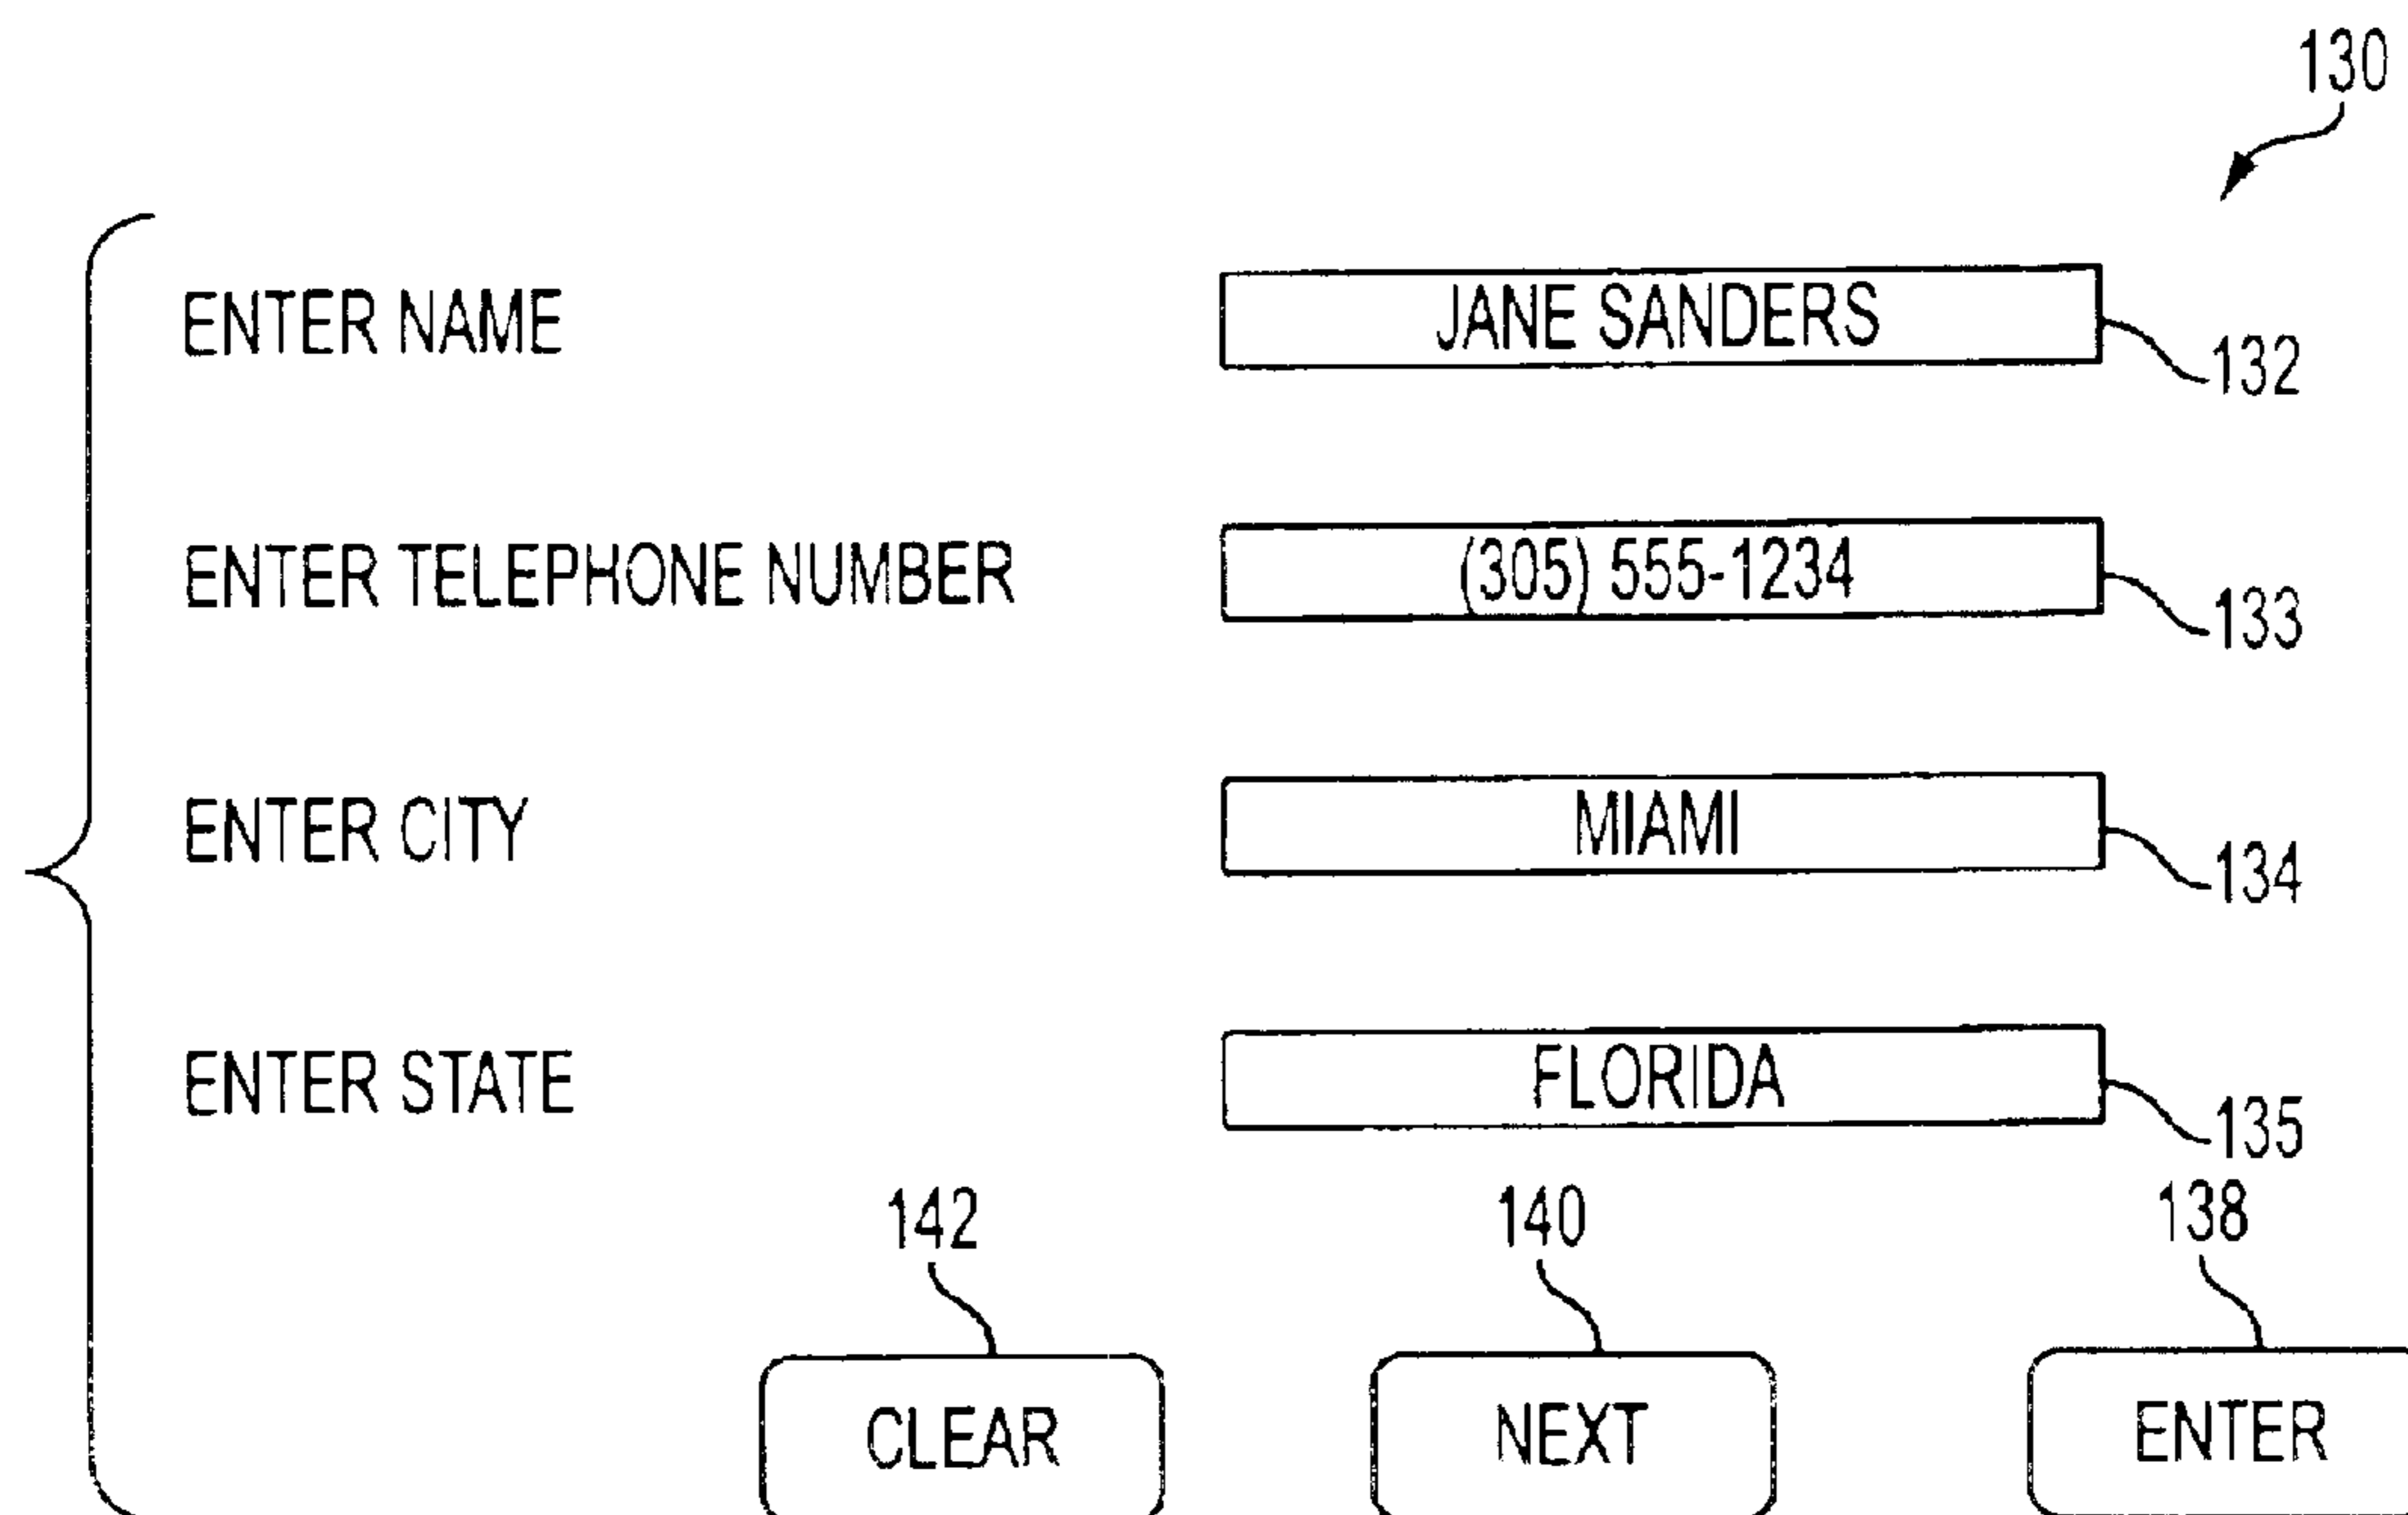 130
ENTER NAME JANE SANDERS
132
ENTER TELEPHONE NUMBER (305) 555-1234
133
ENTER CITY MIAMI
134
ENTER STATE FLORIDA
135
142 140 138
CLEAR NEXT ENTER